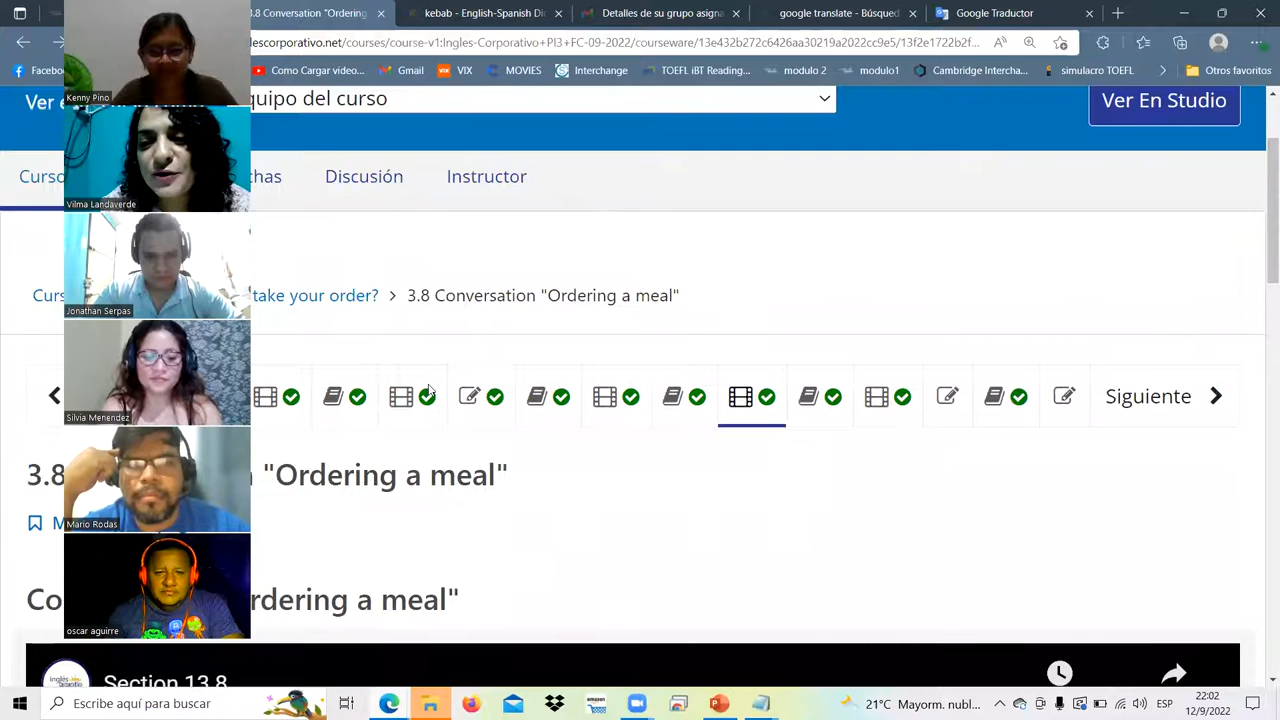 3.8 Conversation "Ordering
kebab - English-Spanish Di
Detalles de su grupo asigna
google translate - Búsqued
Google Traductor
descorporativo.net/courses/course-v1:Ingles-Corporativo+PI3+FC-09-2022/courseware/13e432b272c6426aa30219a2022cc9e5/13f2e1722b2f...
Facebo
Como Cargar vídeo...
Gmail
VIX
MOVIES
Interchange
TOEFL iBT Reading...
modulo 2
modulo1
Cambridge Intercha...
simulacro TOEFL
Otros favoritos
Ver e
quipo del curso
Ver En Studio
Curso
chas
Discusión
Instructor
Kenny Pino
Vilma Landaverde
Jonathan Serpas
Silvia Menendez
Mario Rodas
oscar aguirre
Curs
take your order? > 3.8 Conversation "Ordering a meal"
Siguiente
3.8
"Ordering a meal"
M
Co
rdering a meal"
Section 13.8
Escribe aquí para buscar
amazon
21°C Mayorm. nubl...
ESP
22:02
12/9/2022